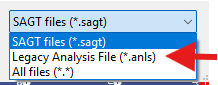 SAGT files (*.sagt)
SAGT files (*.sagt)
Legacy Analysis File (*.anls)
All files (*.*)